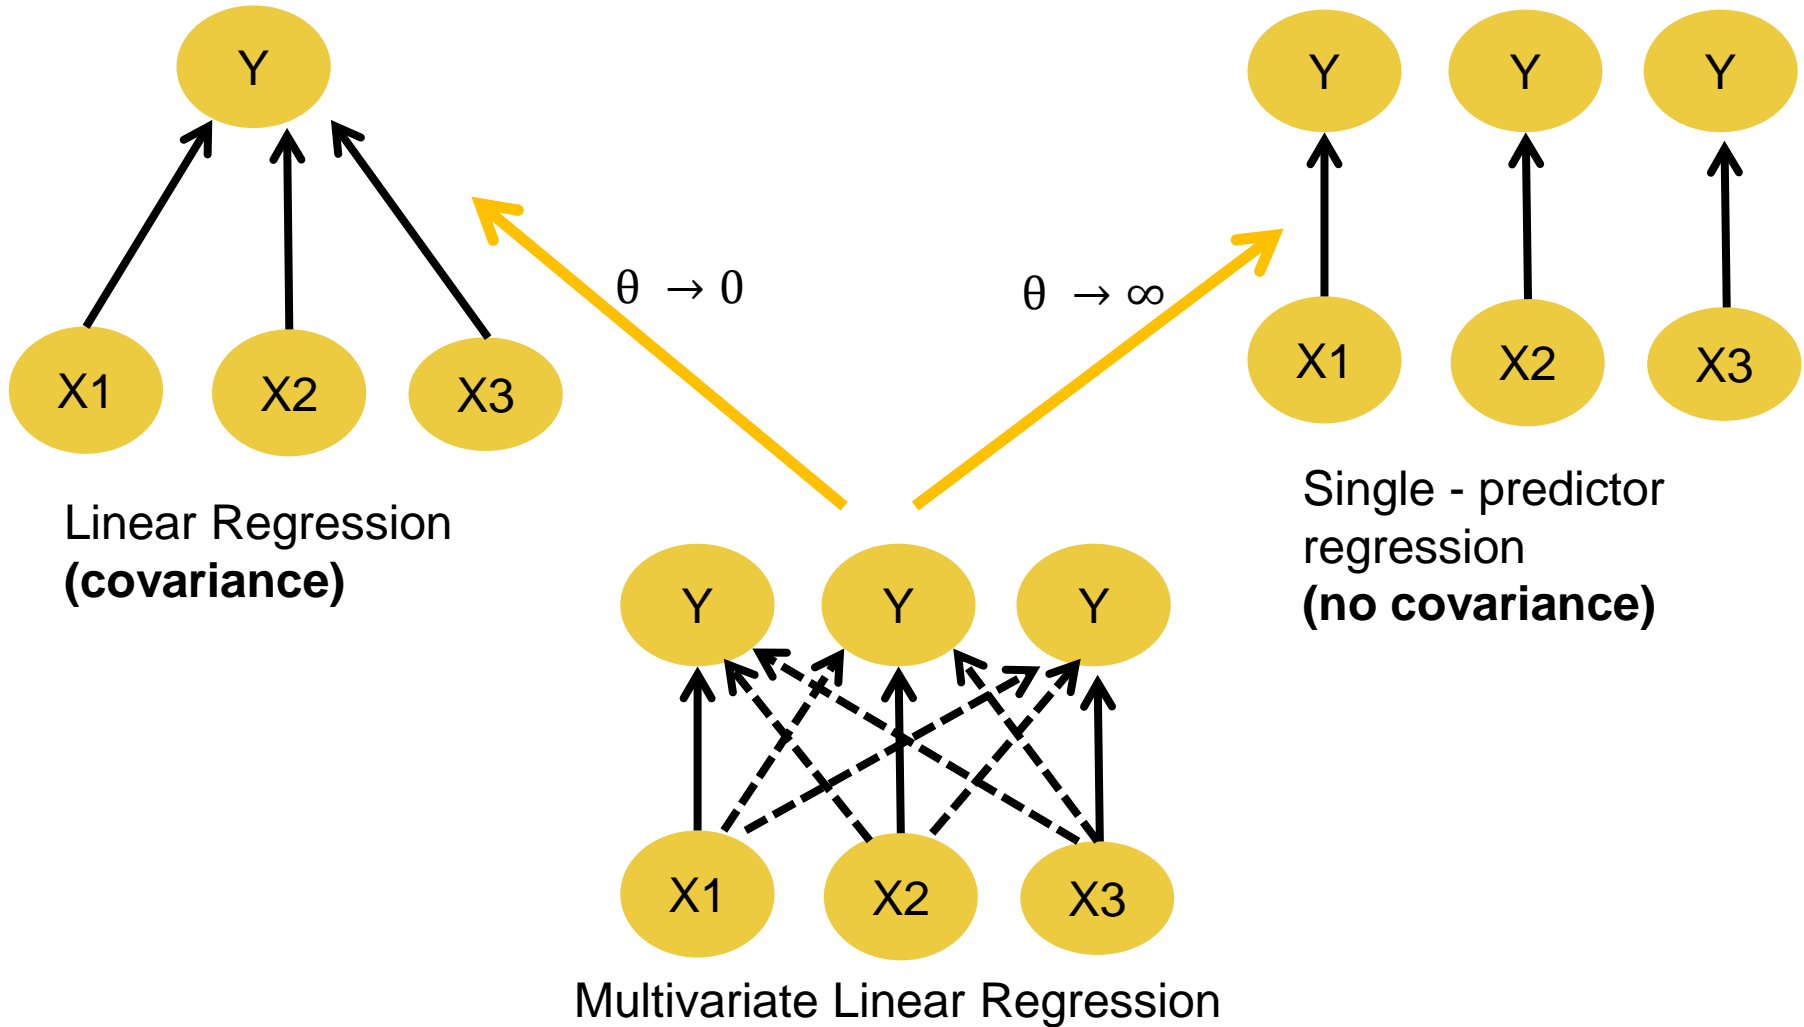 Y
X1
X2
X3
Linear Regression
(covariance)
θ → 0
θ → ∞
Y
Y
Y
X1
X2
X3
Single - predictor
regression
(no covariance)
Y
Y
Y
X1
X2
X3
Multivariate Linear Regression